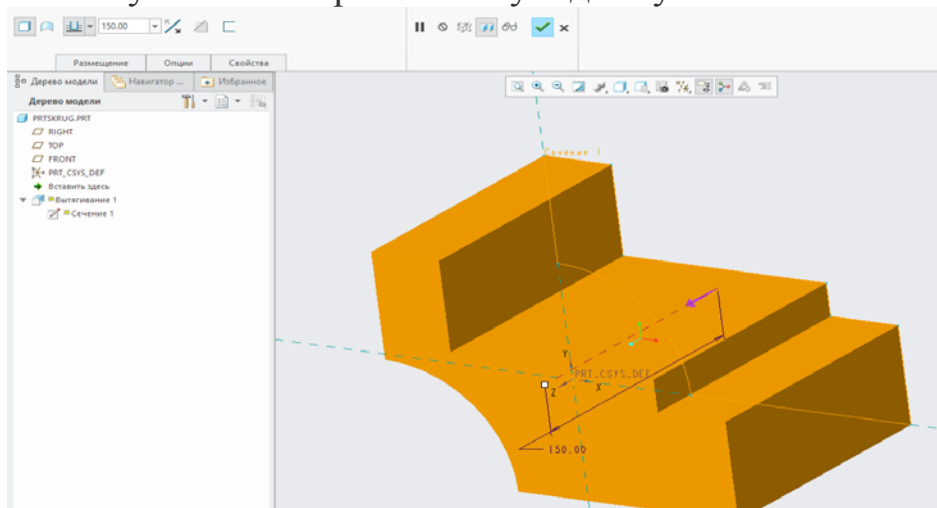 150.00
Размещение Опции Свойства
Дерево модели Навигатор ... Избранное
Дерево модели
PRTSKRUG.PRT
RIGHT
TOP
FRONT
PRT_CSYS_DEF
Вставить здесь
Вытягивание 1
Сечение 1
Сечение 1
Y
PRT_CSYS_DEF
Z X
150.00